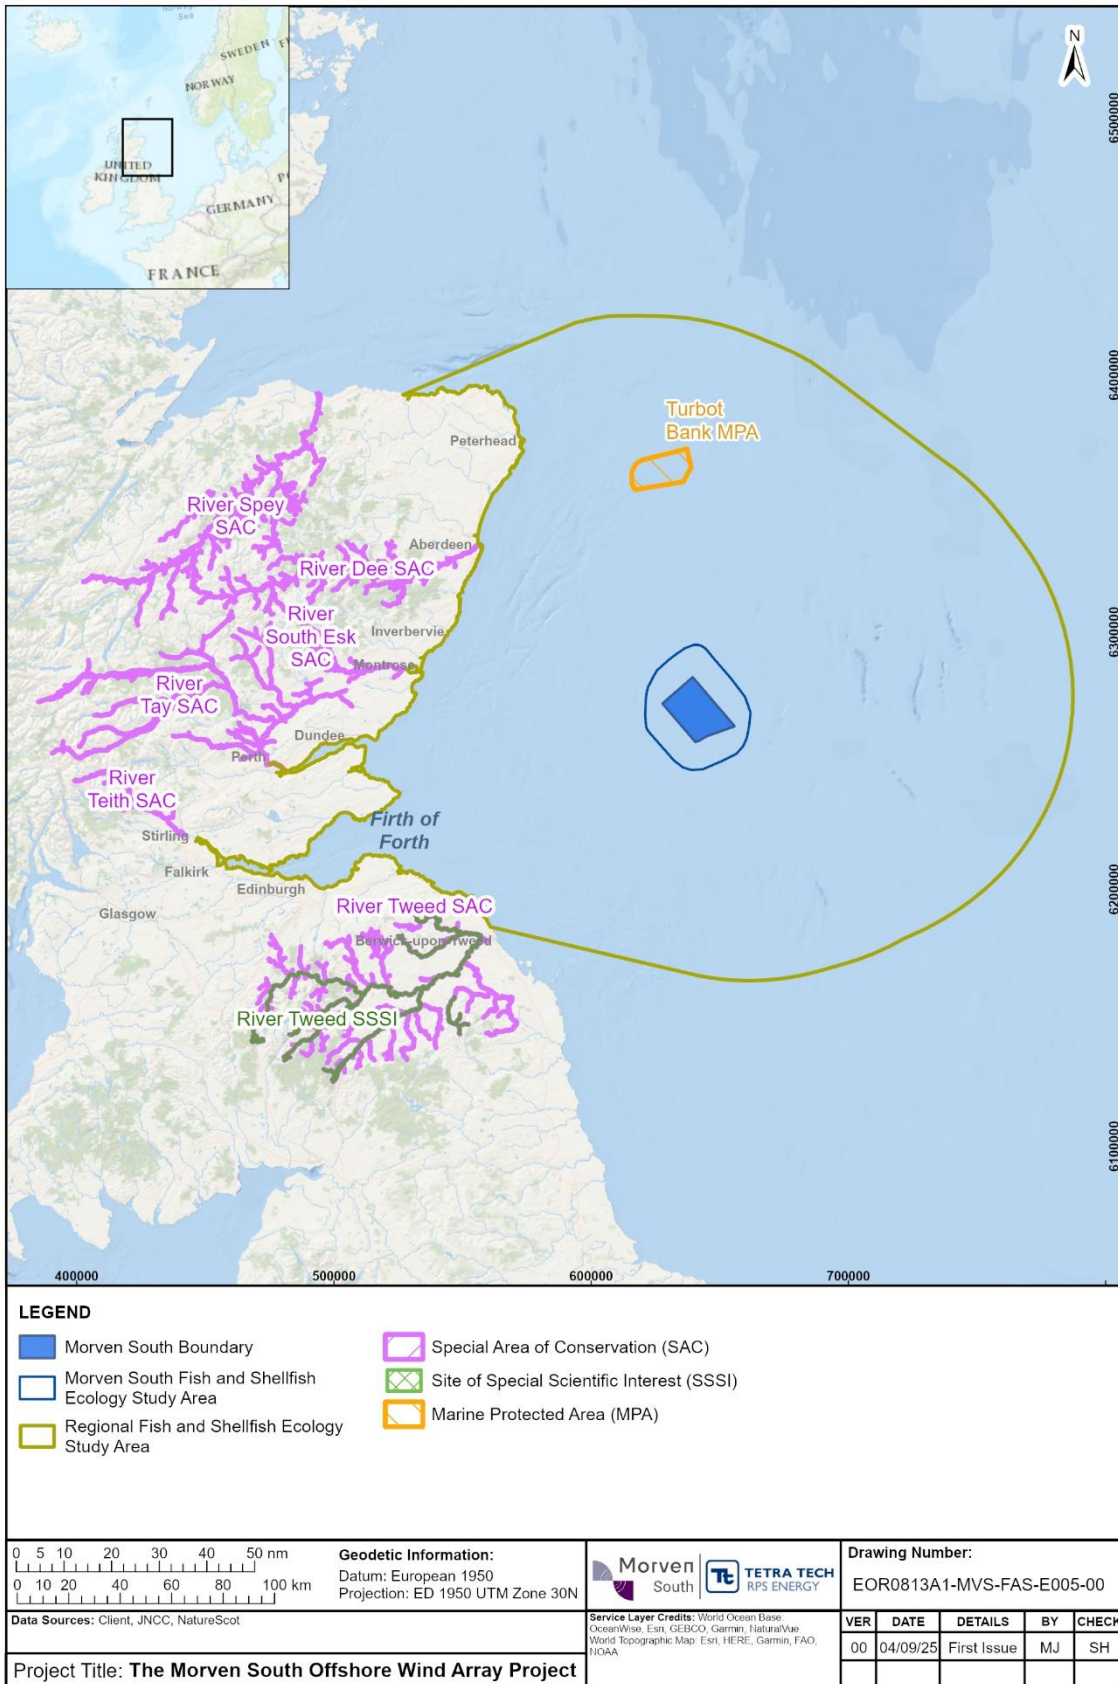 Norwegian
Sea
SWEDEN
NORWAY
UNITED
KINGDOM
GERMANY
FRANCE
N
6500000
6400000
6300000
6200000
6100000
Turbot
Bank MPA
Peterhead
River Spey
SAC
Aberdeen
River Dee SAC
River
South Esk
SAC
Inverbervie
Montrose
River
Tay SAC
Dundee
Perth
River
Teith SAC
Firth of
Forth
Stirling
Falkirk
Edinburgh
Glasgow
River Tweed SAC
Berwick-upon-Tweed
River Tweed SSSI
400000
500000
600000
700000
LEGEND
Morven South Boundary
Morven South Fish and Shellfish
Ecology Study Area
Regional Fish and Shellfish Ecology
Study Area
Special Area of Conservation (SAC)
Site of Special Scientific Interest (SSSI)
Marine Protected Area (MPA)
0 5 10 20 30 40 50 nm
0 10 20 40 60 80 100 km
Geodetic Information:
Datum: European 1950
Projection: ED 1950 UTM Zone 30N
Data Sources: Client, JNCC, NatureScot
Project Title: The Morven South Offshore Wind Array Project
Morven
South
Tt
TETRA TECH
RPS ENERGY
Service Layer Credits: World Ocean Base:
OceanWise, Esri, GEBCO, Garmin, NaturalVue
World Topographic Map: Esri, HERE, Garmin, FAO,
NOAA
Drawing Number:
EOR0813A1-MVS-FAS-E005-00
VER DATE DETAILS BY CHECK
00 04/09/25 First Issue MJ SH